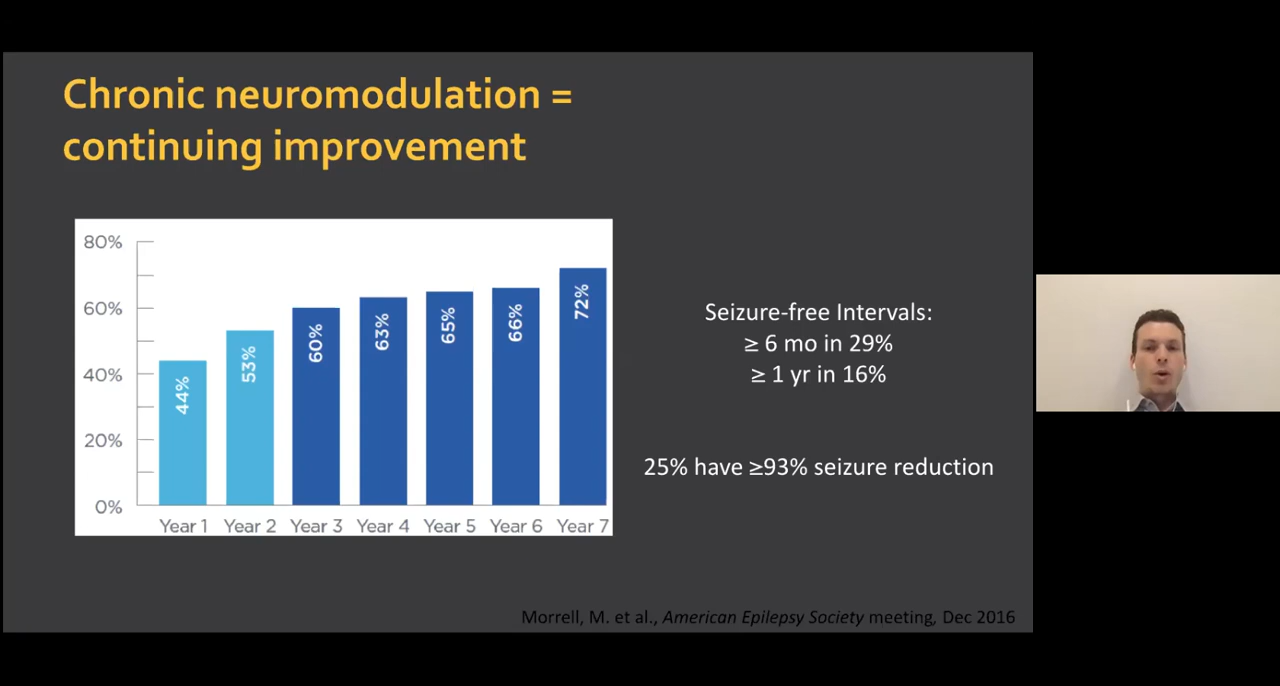 Chronic neuromodulation =
continuing improvement
80%
60%
40%
20%
0%
44%
53%
60%
63%
65%
66%
72%
Year 1
Year 2
Year 3
Year 4
Year 5
Year 6
Year 7
Seizure-free Intervals:
≥ 6 mo in 29%
≥ 1 yr in 16%
25% have ≥93% seizure reduction
Morrell, M. et al., American Epilepsy Society meeting, Dec 2016